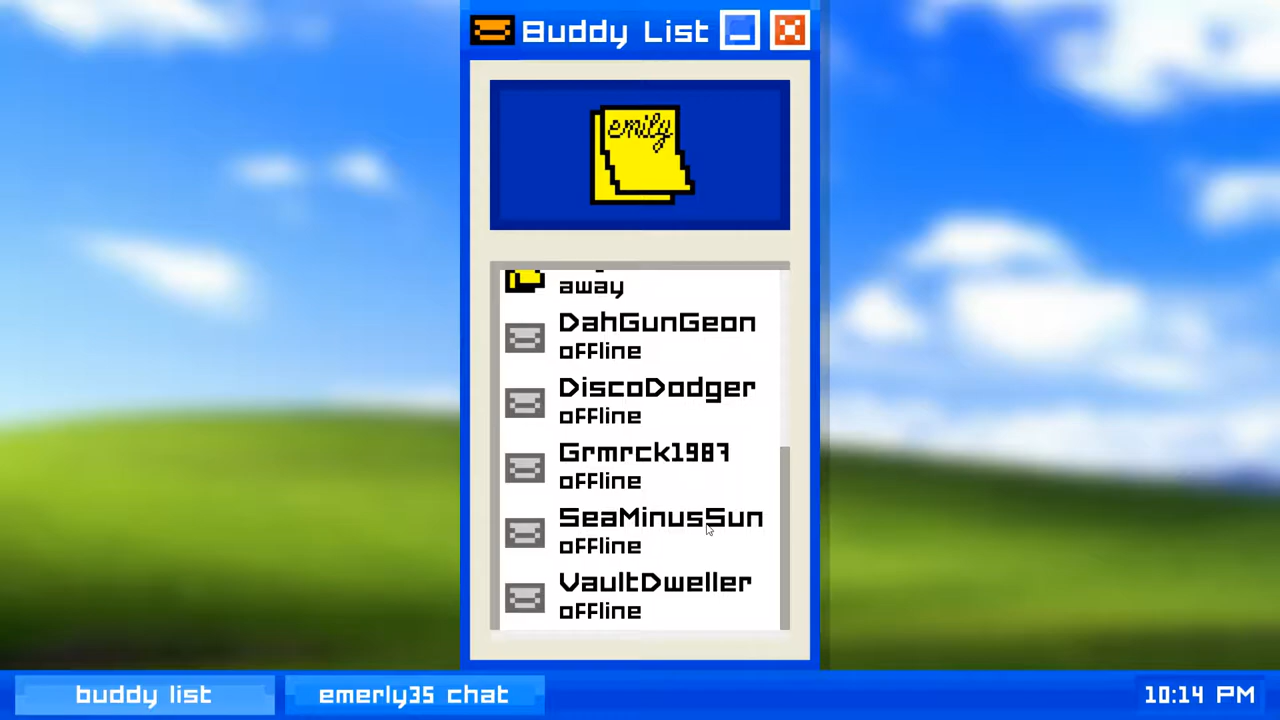 Buddy List
emily
away
DahGunGeon
offline
DiscoDodger
offline
Grmrck1987
offline
SeaMinusSun
offline
VaultDweller
offline
buddy list
emerly35 chat
10:14 PM